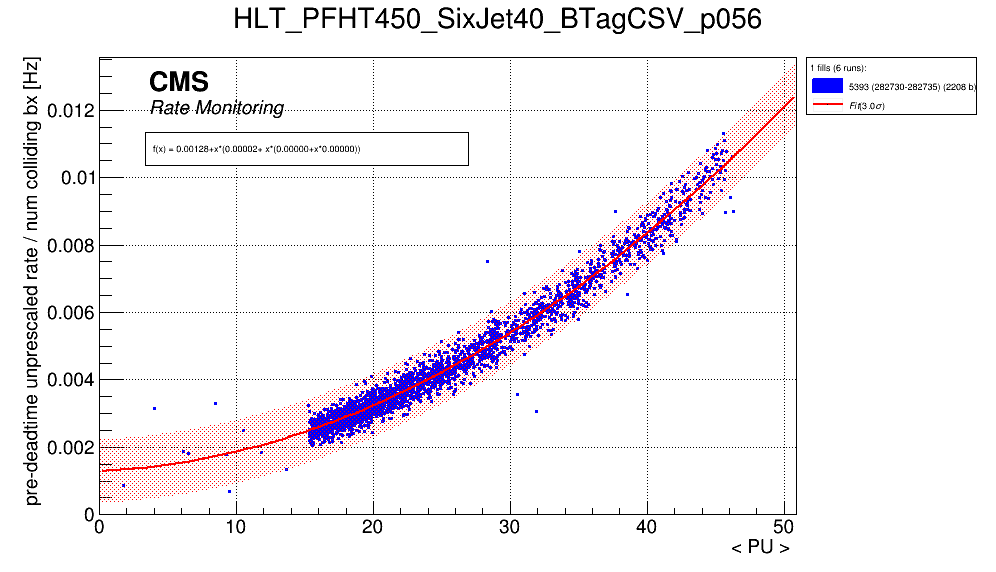 HLT_PFHT450_SixJet40_BTagCSV_p056
pre-deadtime unprescaled rate / num colliding bx [Hz]
CMS
Rate Monitoring
f(x) = 0.00128+x*(0.00002+ x*(0.00000+x*0.00000))
0.012
0.01
0.008
0.006
0.004
0.002
0
0 10 20 30 40 50
< PU >
1 fills (6 runs):
5393 (282730-282735) (2208 b)
Fit(3.0σ)